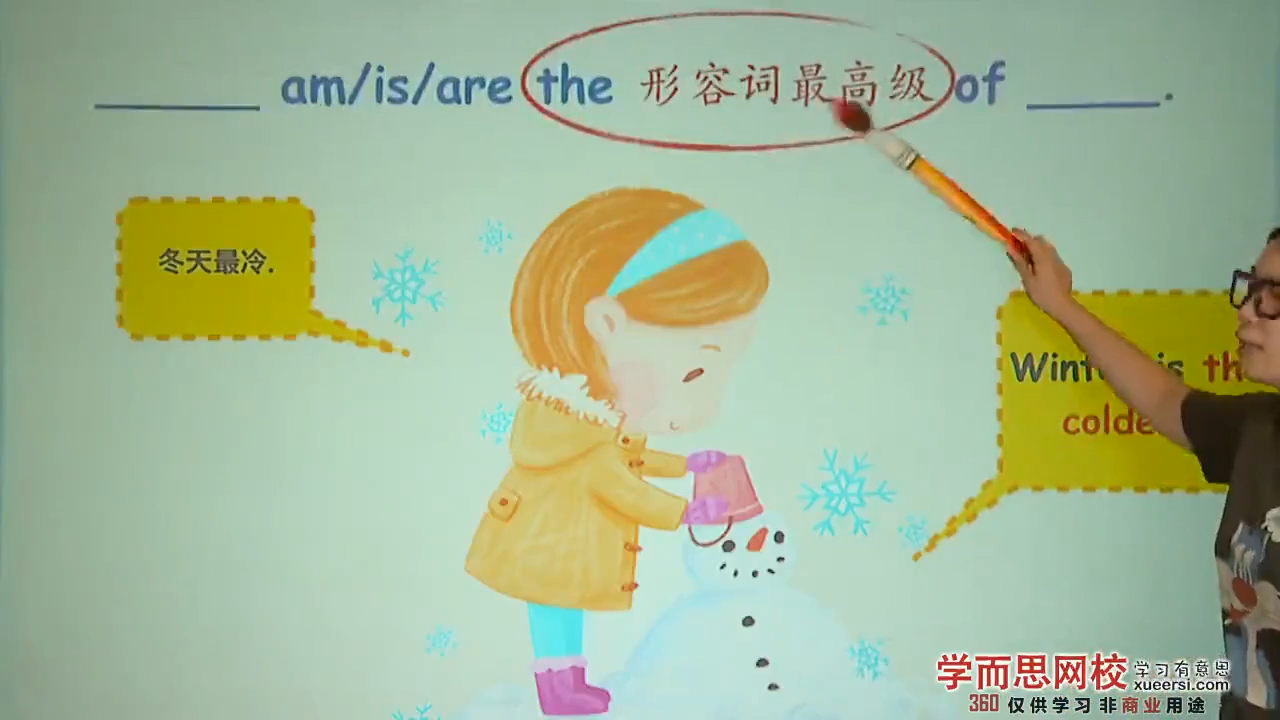 ______ am/is/are the 形容词最高级 of ______.
冬天最冷.
is
学而思网校 学习有意思
xueersi.com
360 仅供学习 非商业用途